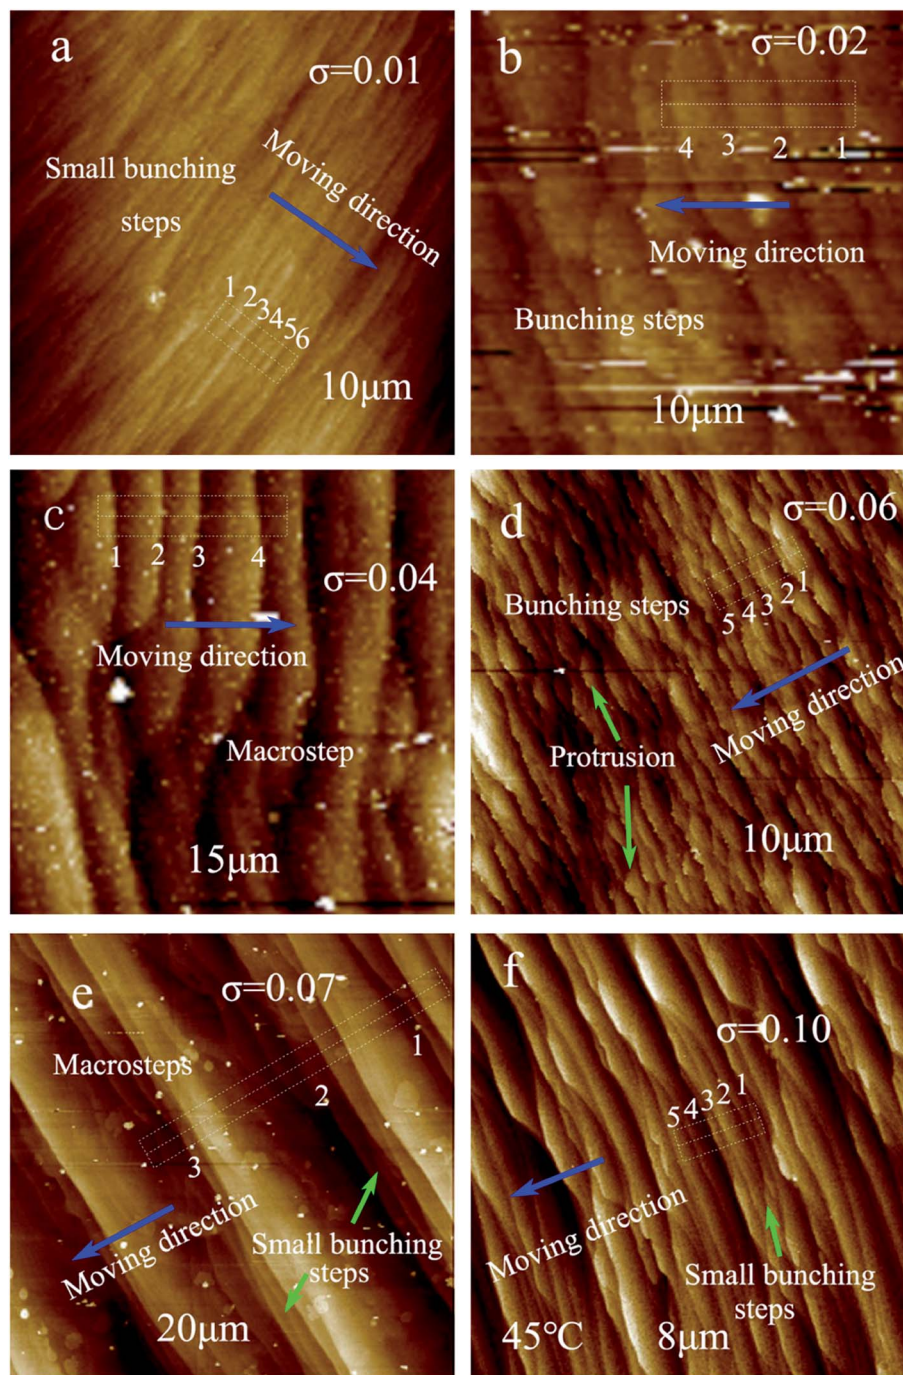 a
σ=0.01
Small bunching
steps
Moving direction
1 2 3 4 5 6
10μm
b
σ=0.02
4 3 2 1
Moving direction
Bunching steps
10μm
c
1 2 3 4
σ=0.04
Moving direction
Macrostep
15μm
d
σ=0.06
Bunching steps
5 4 3 2 1
Moving direction
Protrusion
10μm
e
σ=0.07
Macrosteps
1
2
3
Moving direction
Small bunching
steps
20μm
f
σ=0.10
5 4 3 2 1
Moving direction
Small bunching
steps
45℃
8μm